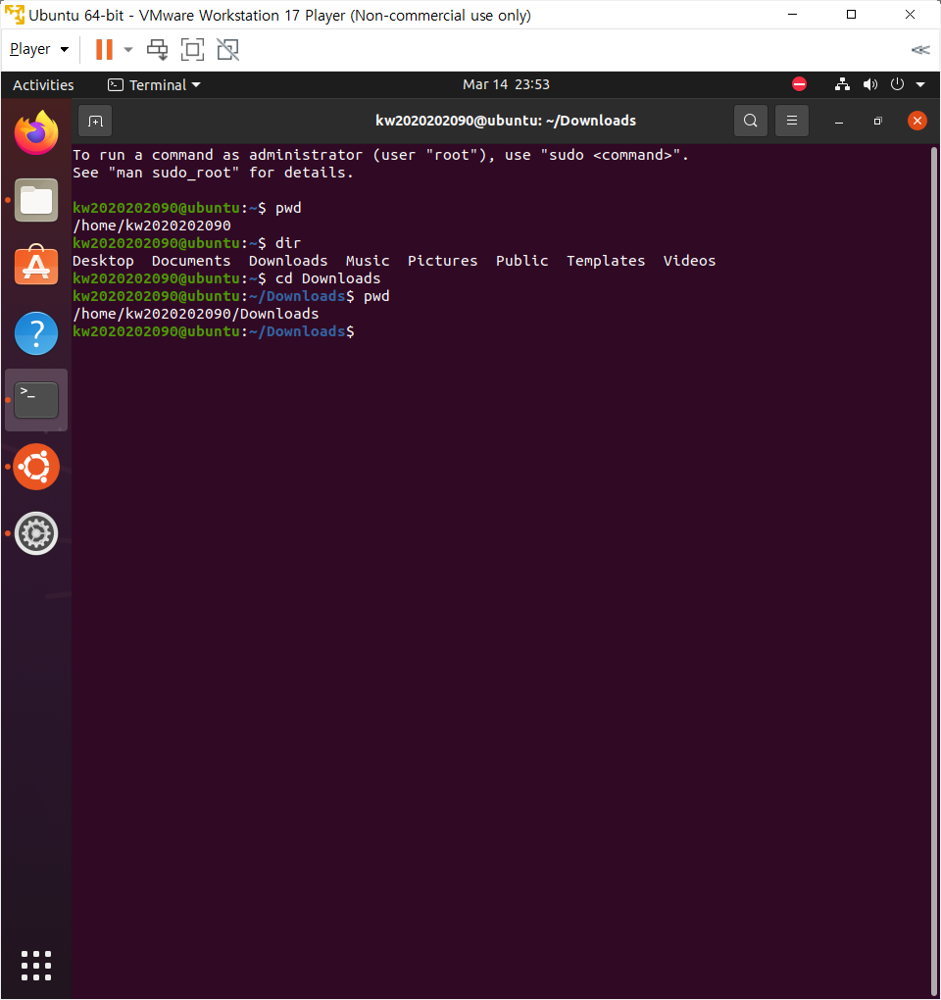 Ubuntu 64-bit - VMware Workstation 17 Player (Non-commercial use only)
Player
Activities Terminal Mar 14 23:53
kw2020202090@ubuntu: ~/Downloads
To run a command as administrator (user "root"), use "sudo <command>".
See "man sudo_root" for details.
kw2020202090@ubuntu:~$ pwd
/home/kw2020202090
kw2020202090@ubuntu:~$ dir
Desktop  Documents  Downloads  Music  Pictures  Public  Templates  Videos
kw2020202090@ubuntu:~$ cd Downloads
kw2020202090@ubuntu:~/Downloads$ pwd
/home/kw2020202090/Downloads
kw2020202090@ubuntu:~/Downloads$